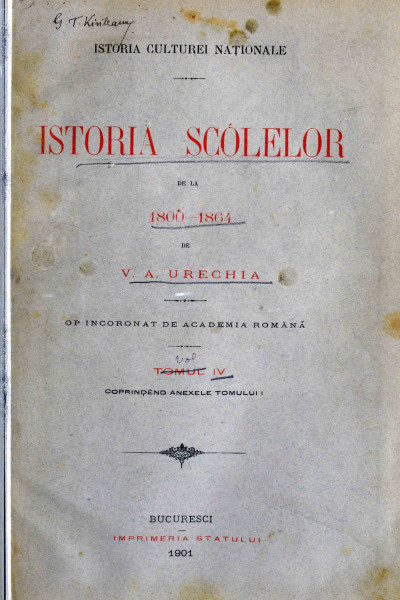 G. T. Kirileanu
ISTORIA CULTUREI NAȚIONALE
ISTORIA SCÓLELOR
DE LA
1800—1864
DE
V. A. URECHIA
OP INCORONAT DE ACADEMIA ROMÂNĂ
vol
TOMUL IV
COPRINḐÊND ANEXELE TOMULUI I
BUCURESCI
IMPRIMERIA STATULUI
1901